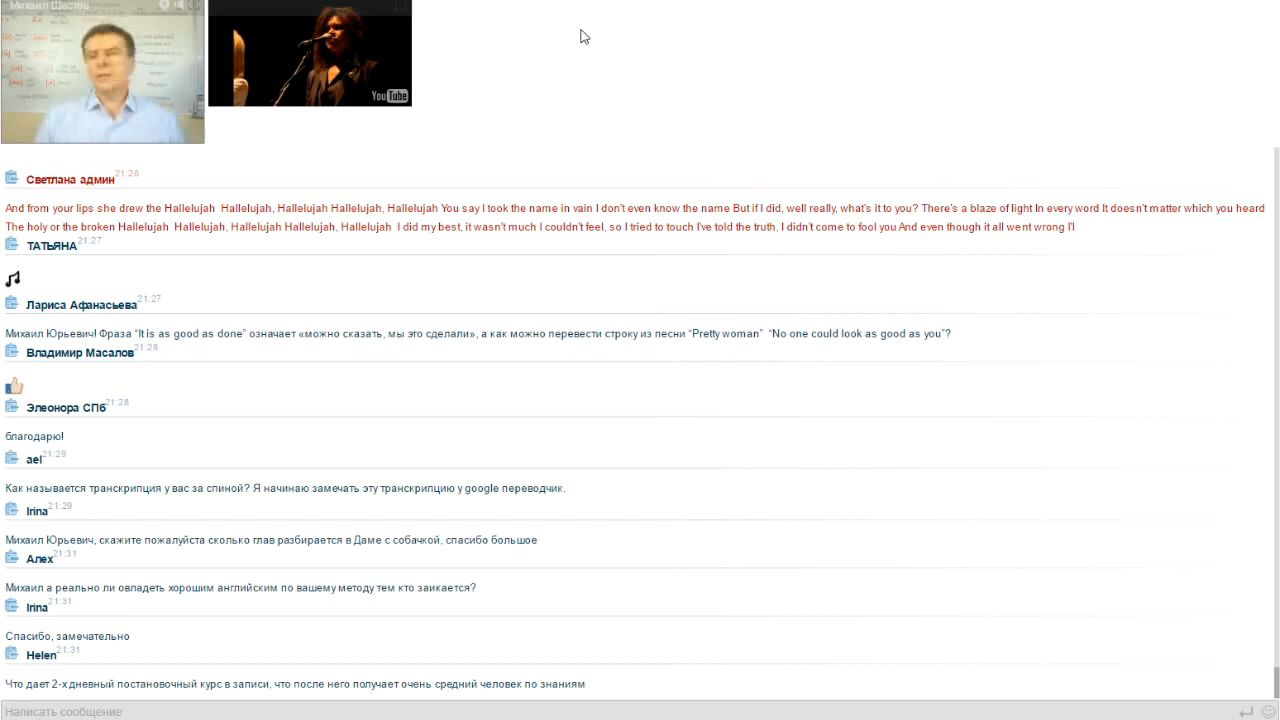 Михаил Шестов
YouTube
Светлана админ 21:26
And from your lips she drew the Hallelujah Hallelujah, Hallelujah Hallelujah, Hallelujah You say I took the name in vain I don't even know the name But if I did, well really, what's it to you? There's a blaze of light In every word It doesn't matter which you heard
The holy or the broken Hallelujah Hallelujah, Hallelujah Hallelujah, Hallelujah I did my best, it wasn't much I couldn't feel, so I tried to touch I've told the truth, I didn't come to fool you And even though it all went wrong I'l
ТАТЬЯНА 21:27
Лариса Афанасьева 21:27
Михаил Юрьевич! Фраза “It is as good as done” означает «можно сказать, мы это сделали», а как можно перевести строку из песни “Pretty woman” “No one could look as good as you”?
Владимир Масалов 21:28
Элеонора СПб 21:28
благодарю!
ael 21:29
Как называется транскрипция у вас за спиной? Я начинаю замечать эту транскрипцию у google переводчик.
Irina 21:29
Михаил Юрьевич, скажите пожалуйста сколько глав разбирается в Даме с собачкой, спасибо большое
Алех 21:31
Михаил а реально ли овладеть хорошим английским по вашему методу тем кто заикается?
Irina 21:31
Спасибо, замечательно
Helen 21:31
Что дает 2-х дневный постановочный курс в записи, что после него получает очень средний человек по знаниям
Написать сообщение